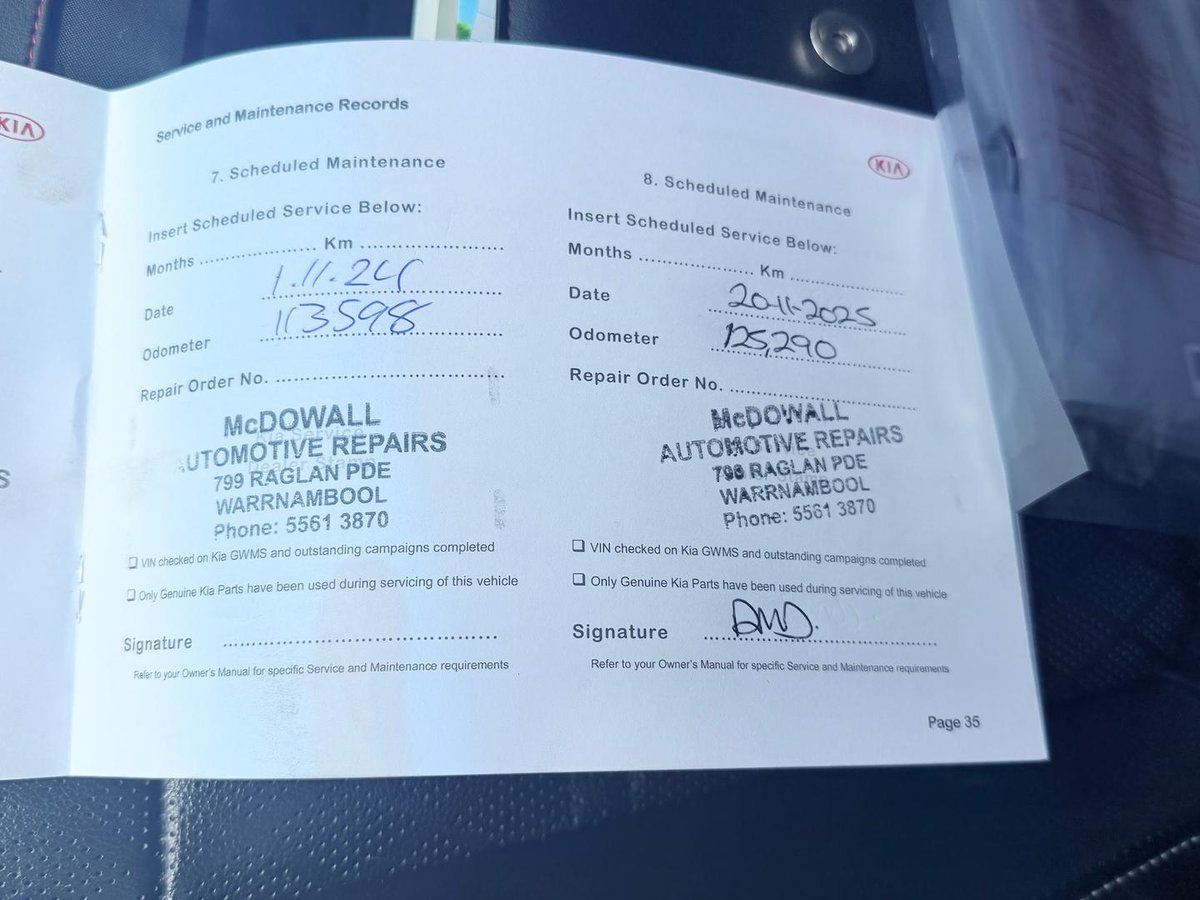 KIA
Service and Maintenance Records
7. Scheduled Maintenance
Insert Scheduled Service Below:
Months .................... Km ........................
Date 1.11.24
Odometer 113598
Repair Order No. ................................................
McDOWALL
AUTOMOTIVE REPAIRS
799 RAGLAN PDE
WARRNAMBOOL
Phone: 5561 3870
❑ VIN checked on Kia GWMS and outstanding campaigns completed
❑ Only Genuine Kia Parts have been used during servicing of this vehicle
Signature ................................................
Refer to your Owner's Manual for specific Service and Maintenance requirements
KIA
8. Scheduled Maintenance
Insert Scheduled Service Below:
Months .................... Km ........................
Date 20-11-2025
Odometer 125,290
Repair Order No. ................................................
McDOWALL
AUTOMOTIVE REPAIRS
799 RAGLAN PDE
WARRNAMBOOL
Phone: 5561 3870
❑ VIN checked on Kia GWMS and outstanding campaigns completed
❑ Only Genuine Kia Parts have been used during servicing of this vehicle
Signature ................................................
Refer to your Owner's Manual for specific Service and Maintenance requirements
Page 35